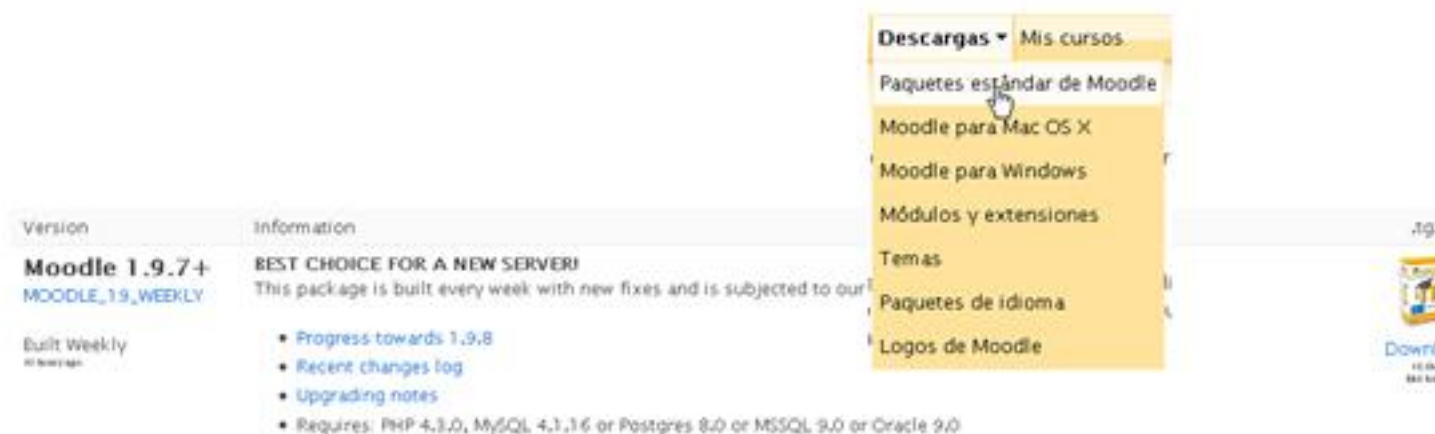 Descargas Mis cursos
Paquetes estándar de Moodle
Moodle para Mac OS X
Moodle para Windows
Módulos y extensiones
Temas
Paquetes de idioma
Logos de Moodle
Version Information
Moodle 1.9.7+
MOODLE_19_WEEKLY
Built Weekly
BEST CHOICE FOR A NEW SERVER!
This package is built every week with new fixes and is subjected to our
• Progress towards 1.9.8
• Recent changes log
• Upgrading notes
• Requires: PHP 4.3.0, MySQL 4.1.16 or Postgres 8.0 or MSSQL 9.0 or Oracle 9.0